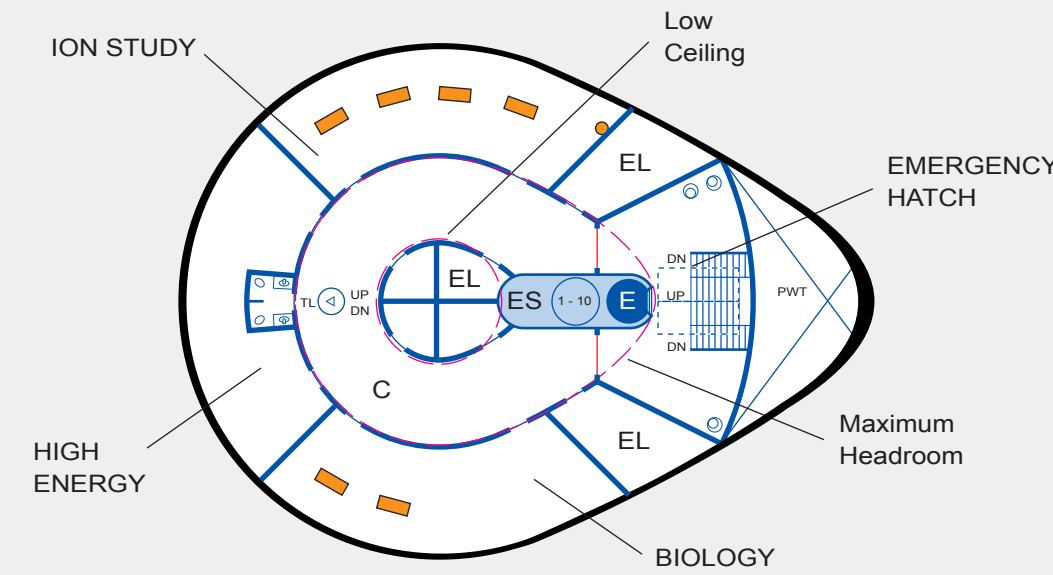 Low
Ceiling
ION STUDY
EL
EMERGENCY
HATCH
DN
EL
TL
UP
DN
ES
1 - 10
E
UP
PWT
DN
C
EL
Maximum
Headroom
HIGH
ENERGY
BIOLOGY